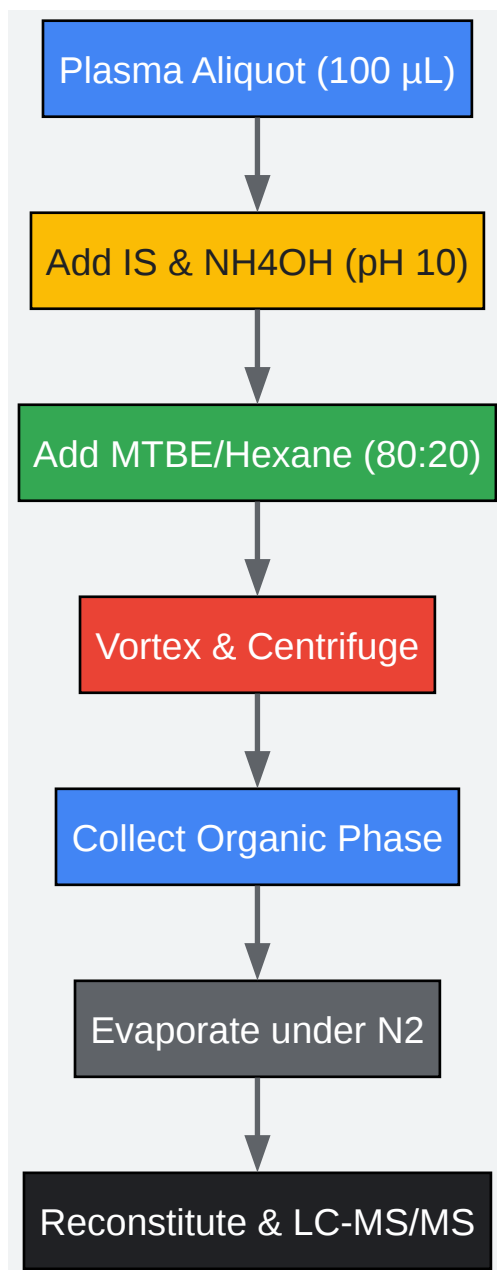 Plasma Aliquot (100 µL)
Add IS & NH4OH (pH 10)
Add MTBE/Hexane (80:20)
Vortex & Centrifuge
Collect Organic Phase
Evaporate under N2
Reconstitute & LC-MS/MS